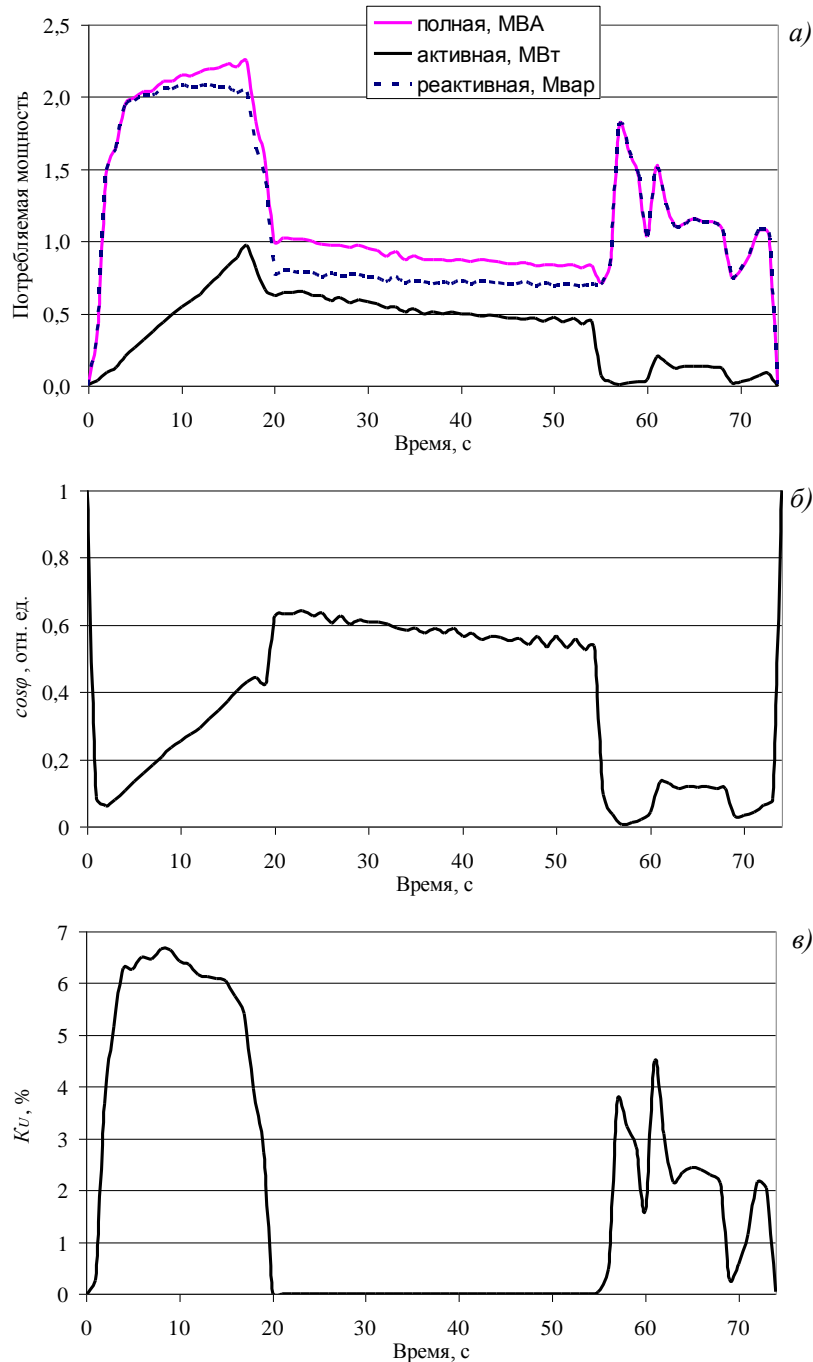 полная, МВА
активная, МВт
реактивная, Мвар
а)
Потребляемая мощность
2,5
2,0
1,5
1,0
0,5
0,0
0 10 20 30 40 50 60 70
Время, с
б)
cosφ, отн. ед.
1
0,8
0,6
0,4
0,2
0
0 10 20 30 40 50 60 70
Время, с
в)
KU, %
7
6
5
4
3
2
1
0
0 10 20 30 40 50 60 70
Время, с